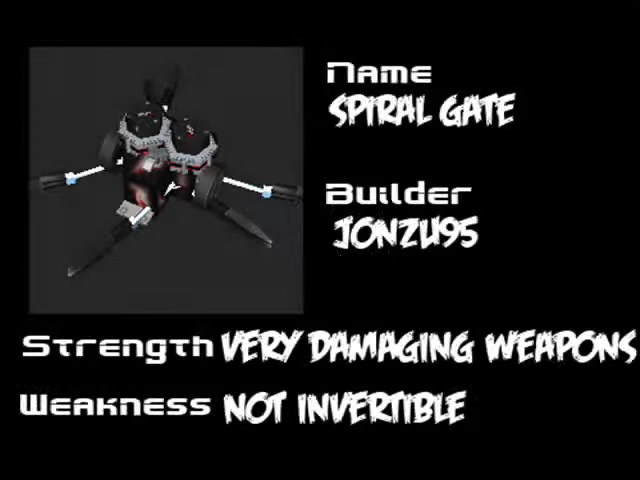 Name
SPIRAL GATE
Builder
JONZU95
Strength VERY DAMAGING WEAPONS
Weakness NOT INVERTIBLE